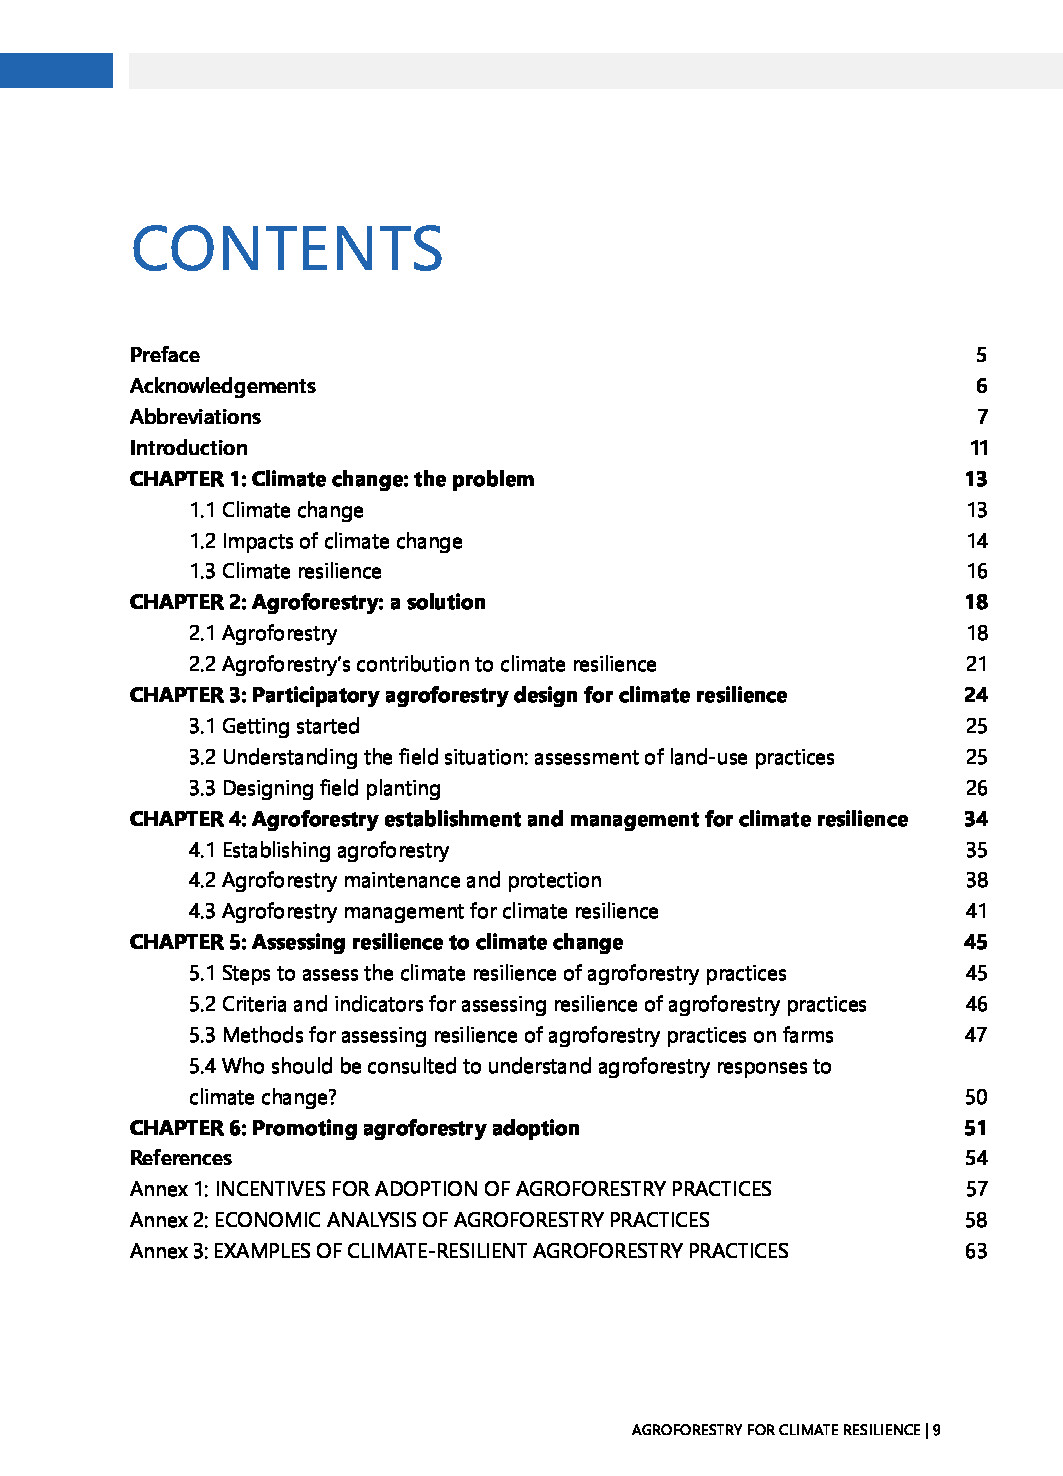 CONTENTS
Preface 5
Acknowledgements 6
Abbreviations 7
Introduction 11
CHAPTER 1: Climate change: the problem 13
1.1 Climate change 13
1.2 Impacts of climate change 14
1.3 Climate resilience 16
CHAPTER 2: Agroforestry: a solution 18
2.1 Agroforestry 18
2.2 Agroforestry's contribution to climate resilience 21
CHAPTER 3: Participatory agroforestry design for climate resilience 24
3.1 Getting started 25
3.2 Understanding the field situation: assessment of land-use practices 25
3.3 Designing field planting 26
CHAPTER 4: Agroforestry establishment and management for climate resilience 34
4.1 Establishing agroforestry 35
4.2 Agroforestry maintenance and protection 38
4.3 Agroforestry management for climate resilience 41
CHAPTER 5: Assessing resilience to climate change 45
5.1 Steps to assess the climate resilience of agroforestry practices 45
5.2 Criteria and indicators for assessing resilience of agroforestry practices 46
5.3 Methods for assessing resilience of agroforestry practices on farms 47
5.4 Who should be consulted to understand agroforestry responses to
climate change? 50
CHAPTER 6: Promoting agroforestry adoption 51
References 54
Annex 1: INCENTIVES FOR ADOPTION OF AGROFORESTRY PRACTICES 57
Annex 2: ECONOMIC ANALYSIS OF AGROFORESTRY PRACTICES 58
Annex 3: EXAMPLES OF CLIMATE-RESILIENT AGROFORESTRY PRACTICES 63
AGROFORESTRY FOR CLIMATE RESILIENCE | 9